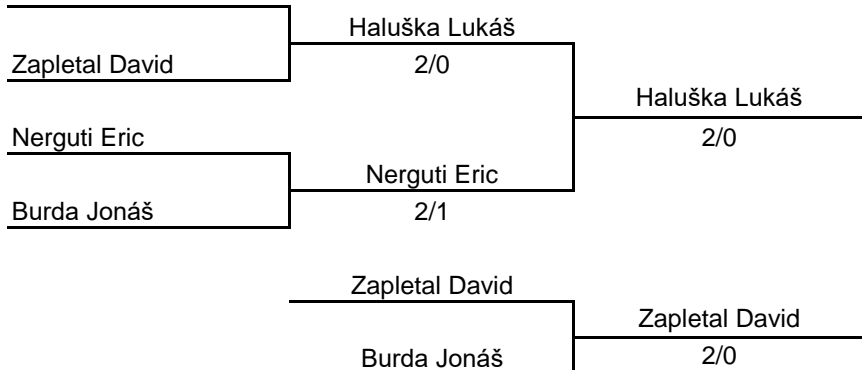 Haluška Lukáš
Zapletal David
2/0
Haluška Lukáš
Nerguti Eric
2/0
Nerguti Eric
Burda Jonáš
2/1
Zapletal David
Zapletal David
Burda Jonáš
2/0